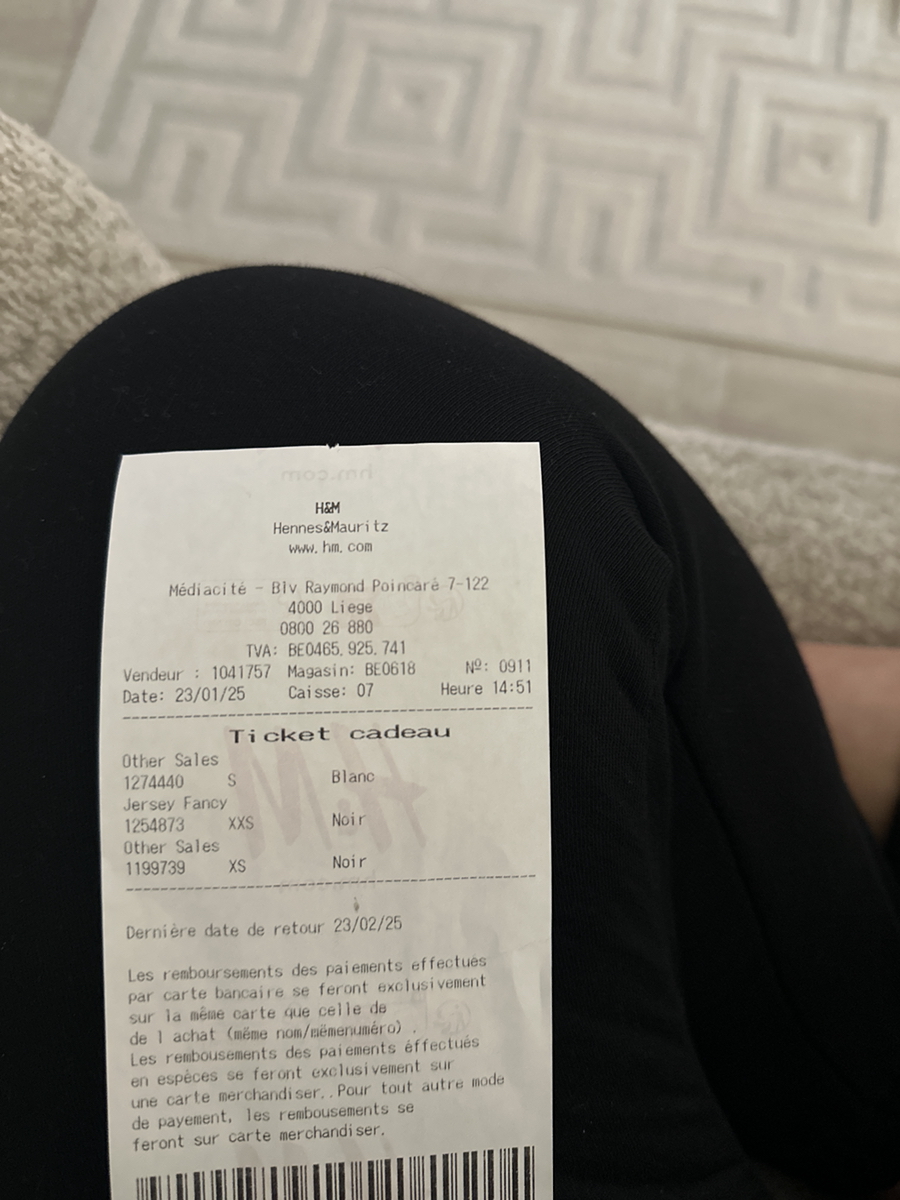 H&M
Hennes&Mauritz
www.hm.com
Médiacité - Blv Raymond Poincaré 7-122
4000 Liege
0800 26 880
TVA: BE0465.925.741
Vendeur : 1041757 Magasin: BE0618 Nº: 0911
Date: 23/01/25 Caisse: 07 Heure 14:51
Ticket cadeau
Other Sales
1274440 S Blanc
Jersey Fancy
1254873 XXS Noir
Other Sales
1199739 XS Noir
Dernière date de retour 23/02/25
Les remboursements des paiements effectués
par carte bancaire se feront exclusivement
sur la même carte que celle de
de l achat (même nom/mêmenuméro) .
Les rembousements des paiements éffectués
en espèces se feront exclusivement sur
une carte merchandiser..Pour tout autre mode
de payement, les rembousements se
feront sur carte merchandiser.